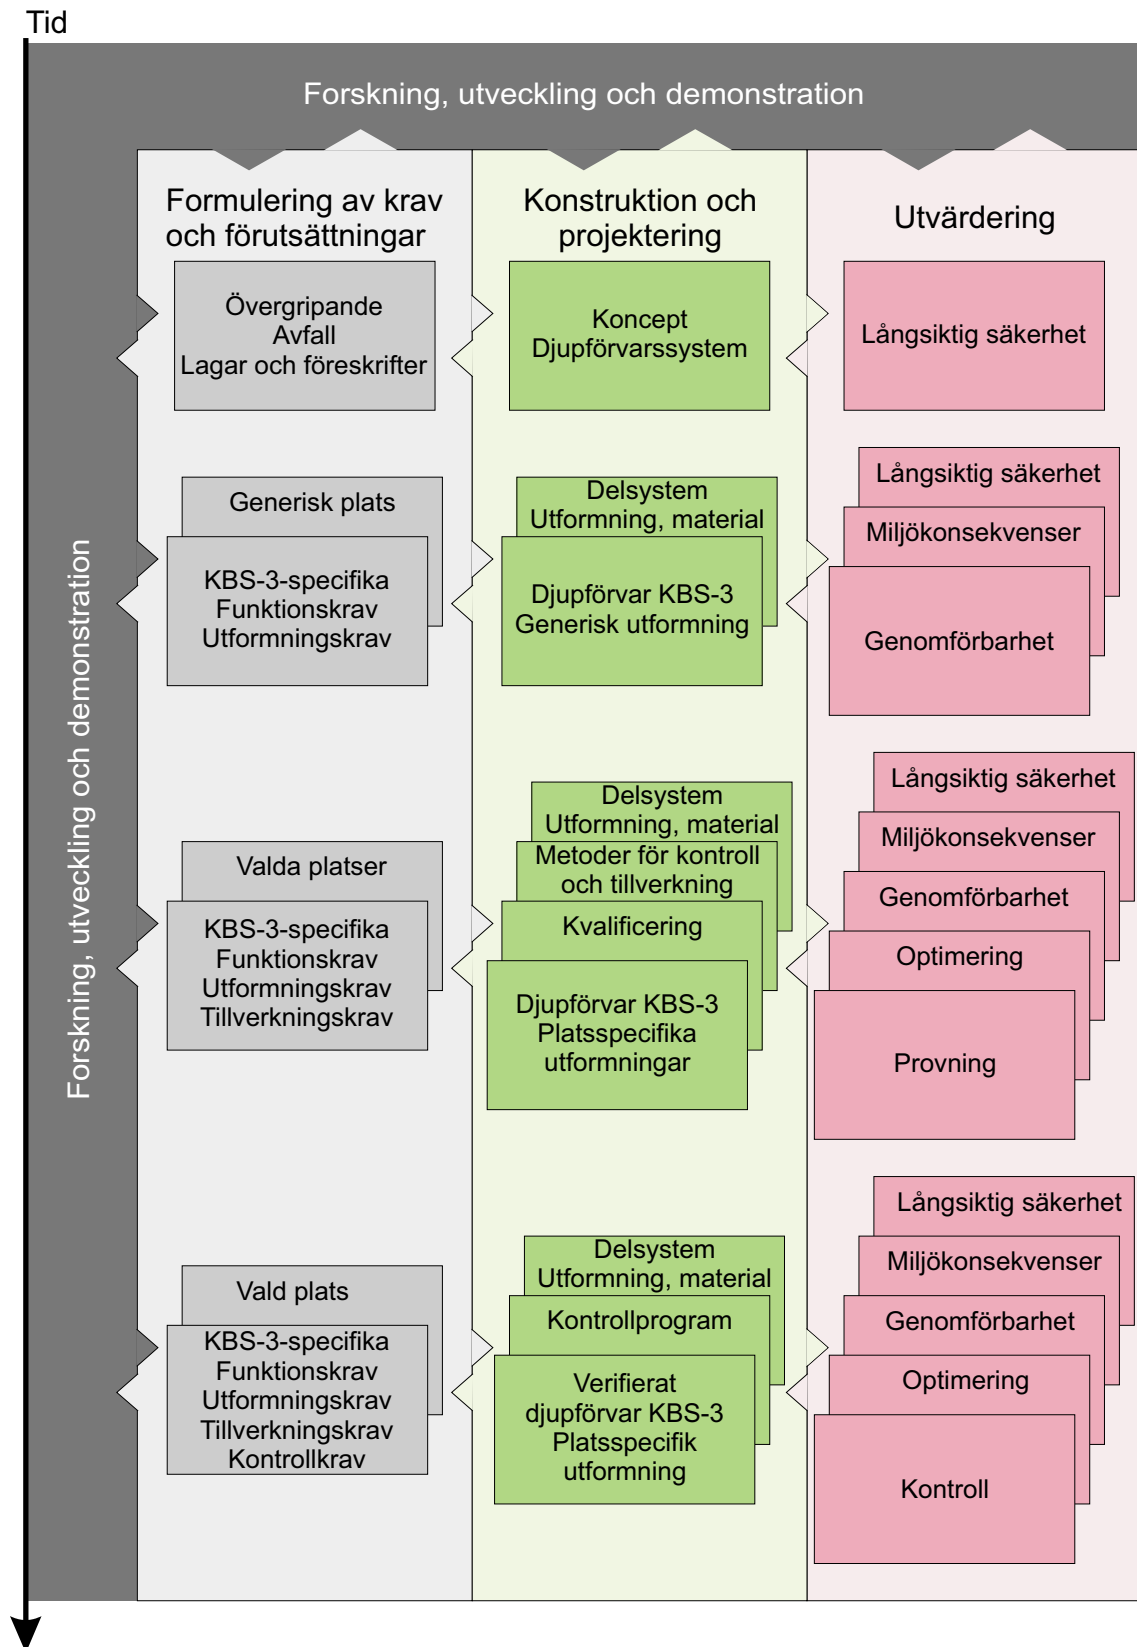 Tid
Forskning, utveckling och demonstration
Forskning, utveckling och demonstration
Formulering av krav
och förutsättningar
Konstruktion och
projektering
Utvärdering
Övergripande
Avfall
Lagar och föreskrifter
Koncept
Djupförvarssystem
Långsiktig säkerhet
Generisk plats
KBS-3-specifika
Funktionskrav
Utformningskrav
Delsystem
Utformning, material
Djupförvar KBS-3
Generisk utformning
Långsiktig säkerhet
Miljökonsekvenser
Genomförbarhet
Valda platser
KBS-3-specifika
Funktionskrav
Utformningskrav
Tillverkningskrav
Delsystem
Utformning, material
Metoder för kontroll
och tillverkning
Kvalificering
Djupförvar KBS-3
Platsspecifika
utformningar
Långsiktig säkerhet
Miljökonsekvenser
Genomförbarhet
Optimering
Provning
Vald plats
KBS-3-specifika
Funktionskrav
Utformningskrav
Tillverkningskrav
Kontrollkrav
Delsystem
Utformning, material
Kontrollprogram
Verifierat
djupförvar KBS-3
Platsspecifik
utformning
Långsiktig säkerhet
Miljökonsekvenser
Genomförbarhet
Optimering
Kontroll